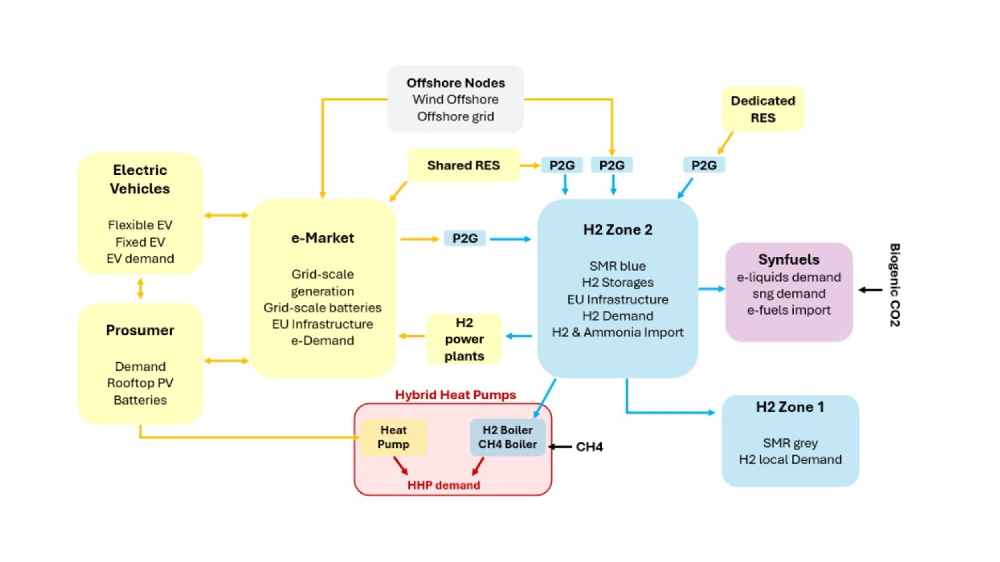 Offshore Nodes
Wind Offshore
Offshore grid
Dedicated
RES
Shared RES
P2G
P2G
P2G
Electric
Vehicles
Flexible EV
Fixed EV
EV demand
e-Market
Grid-scale
generation
Grid-scale batteries
EU Infrastructure
e-Demand
P2G
H2
power
plants
H2 Zone 2
SMR blue
H2 Storages
EU Infrastructure
H2 Demand
H2 & Ammonia Import
Synfuels
e-liquids demand
sng demand
e-fuels import
Biogenic CO2
Prosumer
Demand
Rooftop PV
Batteries
Hybrid Heat Pumps
Heat
Pump
H2 Boiler
CH4 Boiler
CH4
HHP demand
H2 Zone 1
SMR grey
H2 local Demand